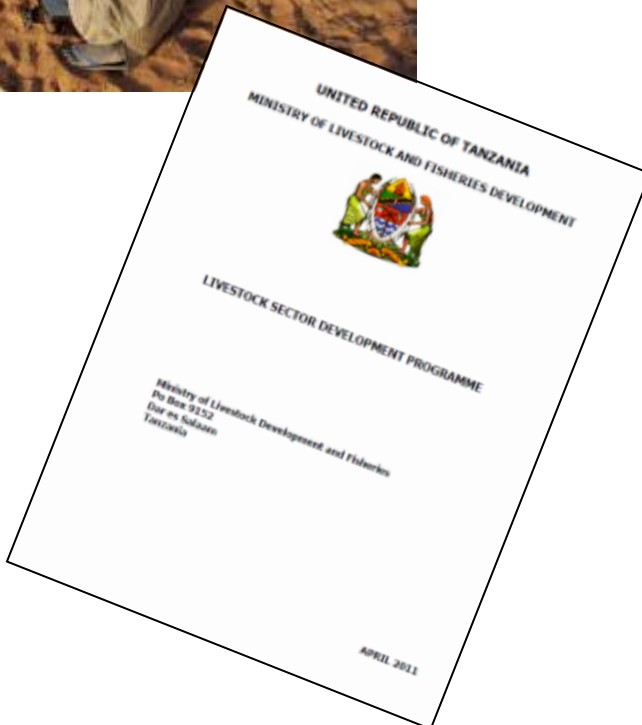 UNITED REPUBLIC OF TANZANIA
MINISTRY OF LIVESTOCK AND FISHERIES DEVELOPMENT
LIVESTOCK SECTOR DEVELOPMENT PROGRAMME
Ministry of Livestock Development and Fisheries
Po Box 9152
Dar es Salaam
Tanzania
APRIL 2011